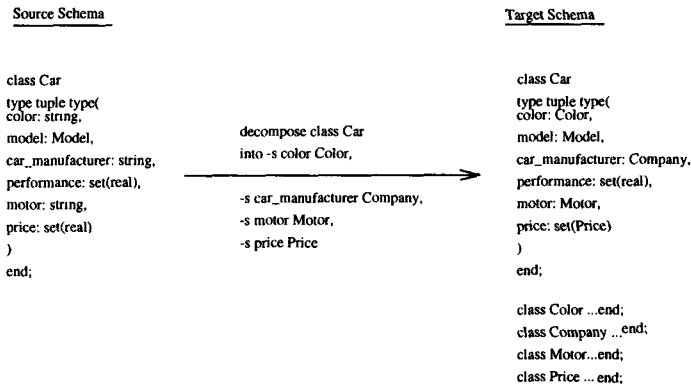 Source Schema
class Car
type tuple type(
color: string,
model: Model,
car_manufacturer: string,
performance: set(real),
motor: string,
price: set(real)
)
end;
decompose class Car
into -s color Color,
-s car_manufacturer Company,
-s motor Motor,
-s price Price
Target Schema
class Car
type tuple type(
color: Color,
model: Model,
car_manufacturer: Company,
performance: set(real),
motor: Motor,
price: set(Price)
)
end;
class Color ...end;
class Company ...end;
class Motor...end;
class Price ... end;